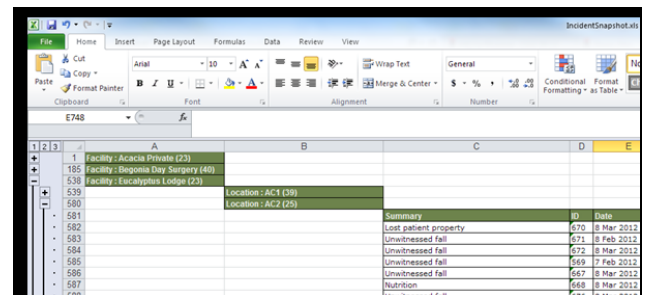 IncidentSnapshot.xls
File Home Insert Page Layout Formulas Data Review View
Cut
Copy
Format Painter
Paste
Arial 10 A A Wrap Text General
B I U A Merge & Center $ % , .0 .00 .00 .0 Conditional Formatting Format as Table
Clipboard Font Alignment Number
E748 fx
1 2 3 A B C D E
1 Facility : Acacia Private (23)
185 Facility : Begonia Day Surgery (40)
538 Facility : Eucalyptus Lodge (23)
539 Location : AC1 (39)
580 Location : AC2 (25)
581 Summary ID Date
582 Lost patient property 670 8 Mar 2012
583 Unwitnessed fall 671 8 Feb 2012
584 Unwitnessed fall 672 8 Mar 2012
585 Unwitnessed fall 569 7 Feb 2012
586 Unwitnessed fall 667 8 Mar 2012
587 Nutrition 668 8 Mar 2012